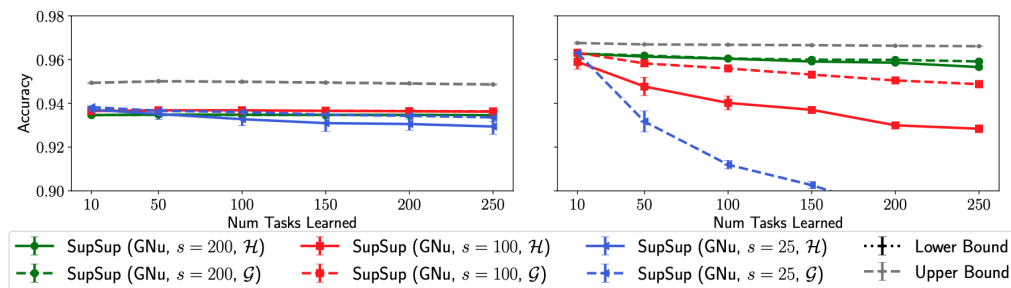 0.98
0.96
0.94
0.92
0.90
Accuracy
10 50 100 150 200 250
Num Tasks Learned
10 50 100 150 200 250
Num Tasks Learned
SupSup (GNu, s = 200, ℋ)
SupSup (GNu, s = 100, ℋ)
SupSup (GNu, s = 25, ℋ)
Lower Bound
SupSup (GNu, s = 200, 𝒢)
SupSup (GNu, s = 100, 𝒢)
SupSup (GNu, s = 25, 𝒢)
Upper Bound